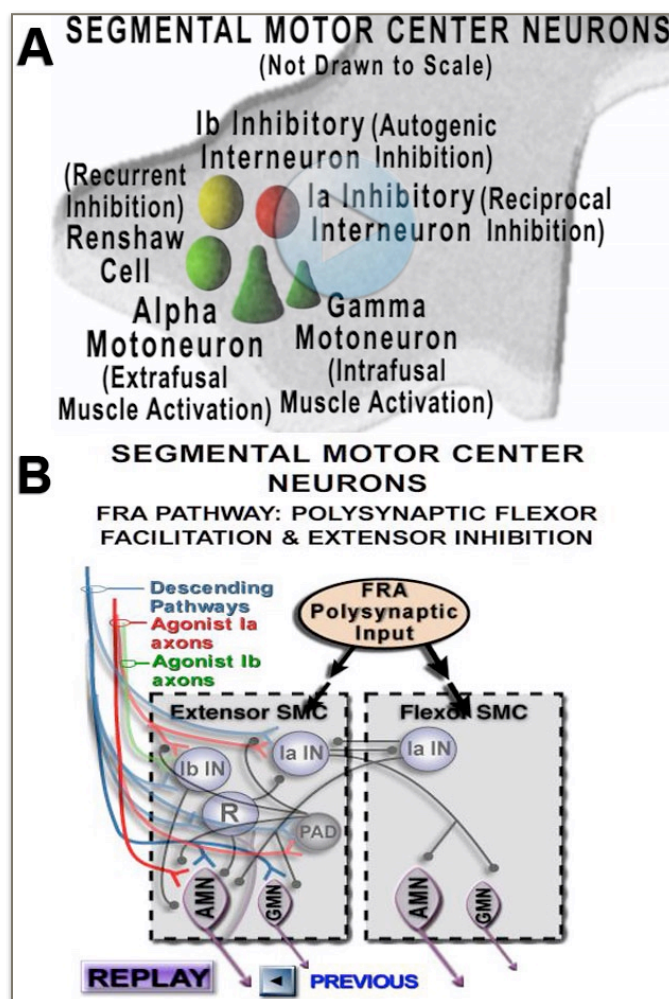 A
SEGMENTAL MOTOR CENTER NEURONS
(Not Drawn to Scale)
Ib Inhibitory (Autogenic
Interneuron Inhibition)
(Recurrent
Inhibition)
Renshaw
Cell
Ia Inhibitory (Reciprocal
Interneuron Inhibition)
Alpha
Motoneuron
(Extrafusal
Muscle Activation)
Gamma
Motoneuron
(Intrafusal
Muscle Activation)
B
SEGMENTAL MOTOR CENTER
NEURONS
FRA PATHWAY: POLYSYNAPTIC FLEXOR
FACILITATION & EXTENSOR INHIBITION
Descending
Pathways
Agonist Ia
axons
Agonist Ib
axons
FRA
Polysynaptic
Input
Extensor SMC
Flexor SMC
Ib IN
Ia IN
Ia IN
R
PAD
AMN
GMN
AMN
GMN
REPLAY
PREVIOUS